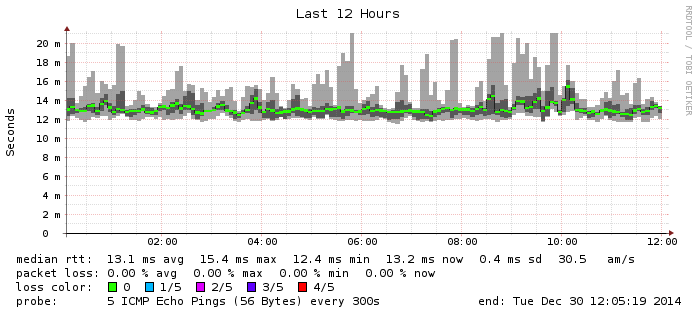 Last 12 Hours
RRDTOOL / TOBI OETIKER
Seconds
20 m
18 m
16 m
14 m
12 m
10 m
8 m
6 m
4 m
2 m
0
02:00 04:00 06:00 08:00 10:00 12:00
median rtt: 13.1 ms avg 15.4 ms max 12.4 ms min 13.2 ms now 0.4 ms sd 30.5 am/s
packet loss: 0.00 % avg 0.00 % max 0.00 % min 0.00 % now
loss color: 0 1/5 2/5 3/5 4/5
probe: 5 ICMP Echo Pings (56 Bytes) every 300s end: Tue Dec 30 12:05:19 2014